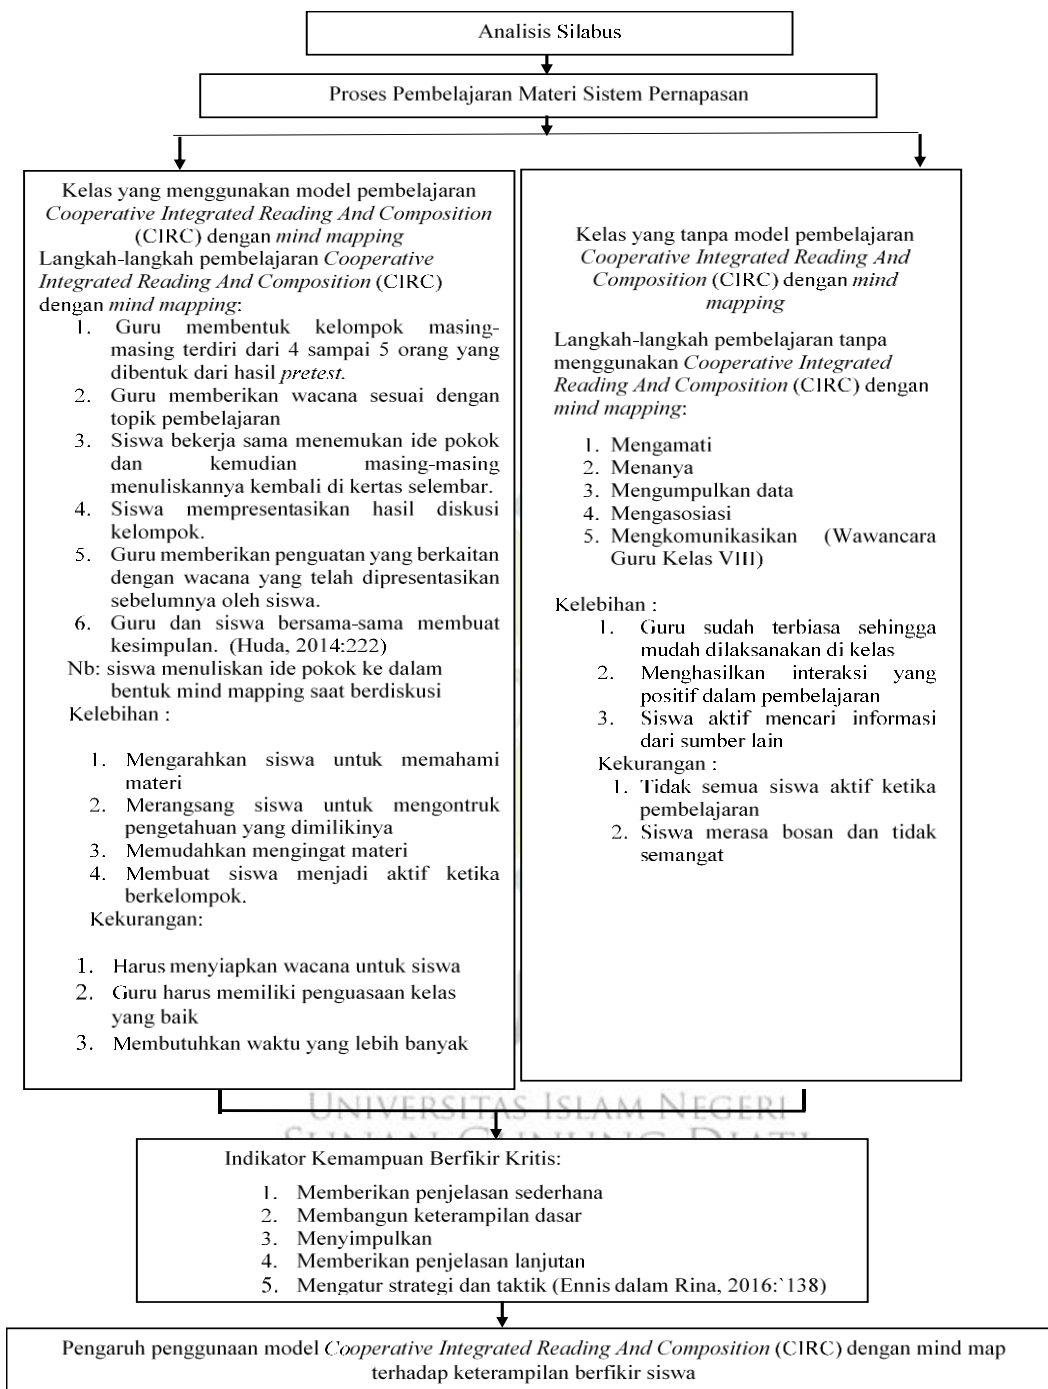 Analisis Silabus
Proses Pembelajaran Materi Sistem Pernapasan
Kelas yang menggunakan model pembelajaran
Cooperative Integrated Reading And Composition
(CIRC) dengan mind mapping
Langkah-langkah pembelajaran Cooperative
Integrated Reading And Composition (CIRC)
dengan mind mapping:
1. Guru membentuk kelompok masing-
masing terdiri dari 4 sampai 5 orang yang
dibentuk dari hasil pretest.
2. Guru memberikan wacana sesuai dengan
topik pembelajaran
3. Siswa bekerja sama menemukan ide pokok
dan kemudian masing-masing
menuliskannya kembali di kertas selembar.
4. Siswa mempresentasikan hasil diskusi
kelompok.
5. Guru memberikan penguatan yang berkaitan
dengan wacana yang telah dipresentasikan
sebelumnya oleh siswa.
6. Guru dan siswa bersama-sama membuat
kesimpulan. (Huda, 2014:222)
Nb: siswa menuliskan ide pokok ke dalam
bentuk mind mapping saat berdiskusi
Kelebihan :
1. Mengarahkan siswa untuk memahami
materi
2. Merangsang siswa untuk mengontruk
pengetahuan yang dimilikinya
3. Memudahkan mengingat materi
4. Membuat siswa menjadi aktif ketika
berkelompok.
Kekurangan:
1. Harus menyiapkan wacana untuk siswa
2. Guru harus memiliki penguasaan kelas
yang baik
3. Membutuhkan waktu yang lebih banyak
Kelas yang tanpa model pembelajaran
Cooperative Integrated Reading And
Composition (CIRC) dengan mind
mapping
Langkah-langkah pembelajaran tanpa
menggunakan Cooperative Integrated
Reading And Composition (CIRC) dengan
mind mapping:
1. Mengamati
2. Menanya
3. Mengumpulkan data
4. Mengasosiasi
5. Mengkomunikasikan (Wawancara
Guru Kelas VIII)
Kelebihan :
1. Guru sudah terbiasa sehingga
mudah dilaksanakan di kelas
2. Menghasilkan interaksi yang
positif dalam pembelajaran
3. Siswa aktif mencari informasi
dari sumber lain
Kekurangan :
1. Tidak semua siswa aktif ketika
pembelajaran
2. Siswa merasa bosan dan tidak
semangat
UNIVERSITAS ISLAM NEGERI
SUNAN GUNUNG DJATI
Indikator Kemampuan Berfikir Kritis:
1. Memberikan penjelasan sederhana
2. Membangun keterampilan dasar
3. Menyimpulkan
4. Memberikan penjelasan lanjutan
5. Mengatur strategi dan taktik (Ennis dalam Rina, 2016:`138)
Pengaruh penggunaan model Cooperative Integrated Reading And Composition (CIRC) dengan mind map
terhadap keterampilan berfikir siswa